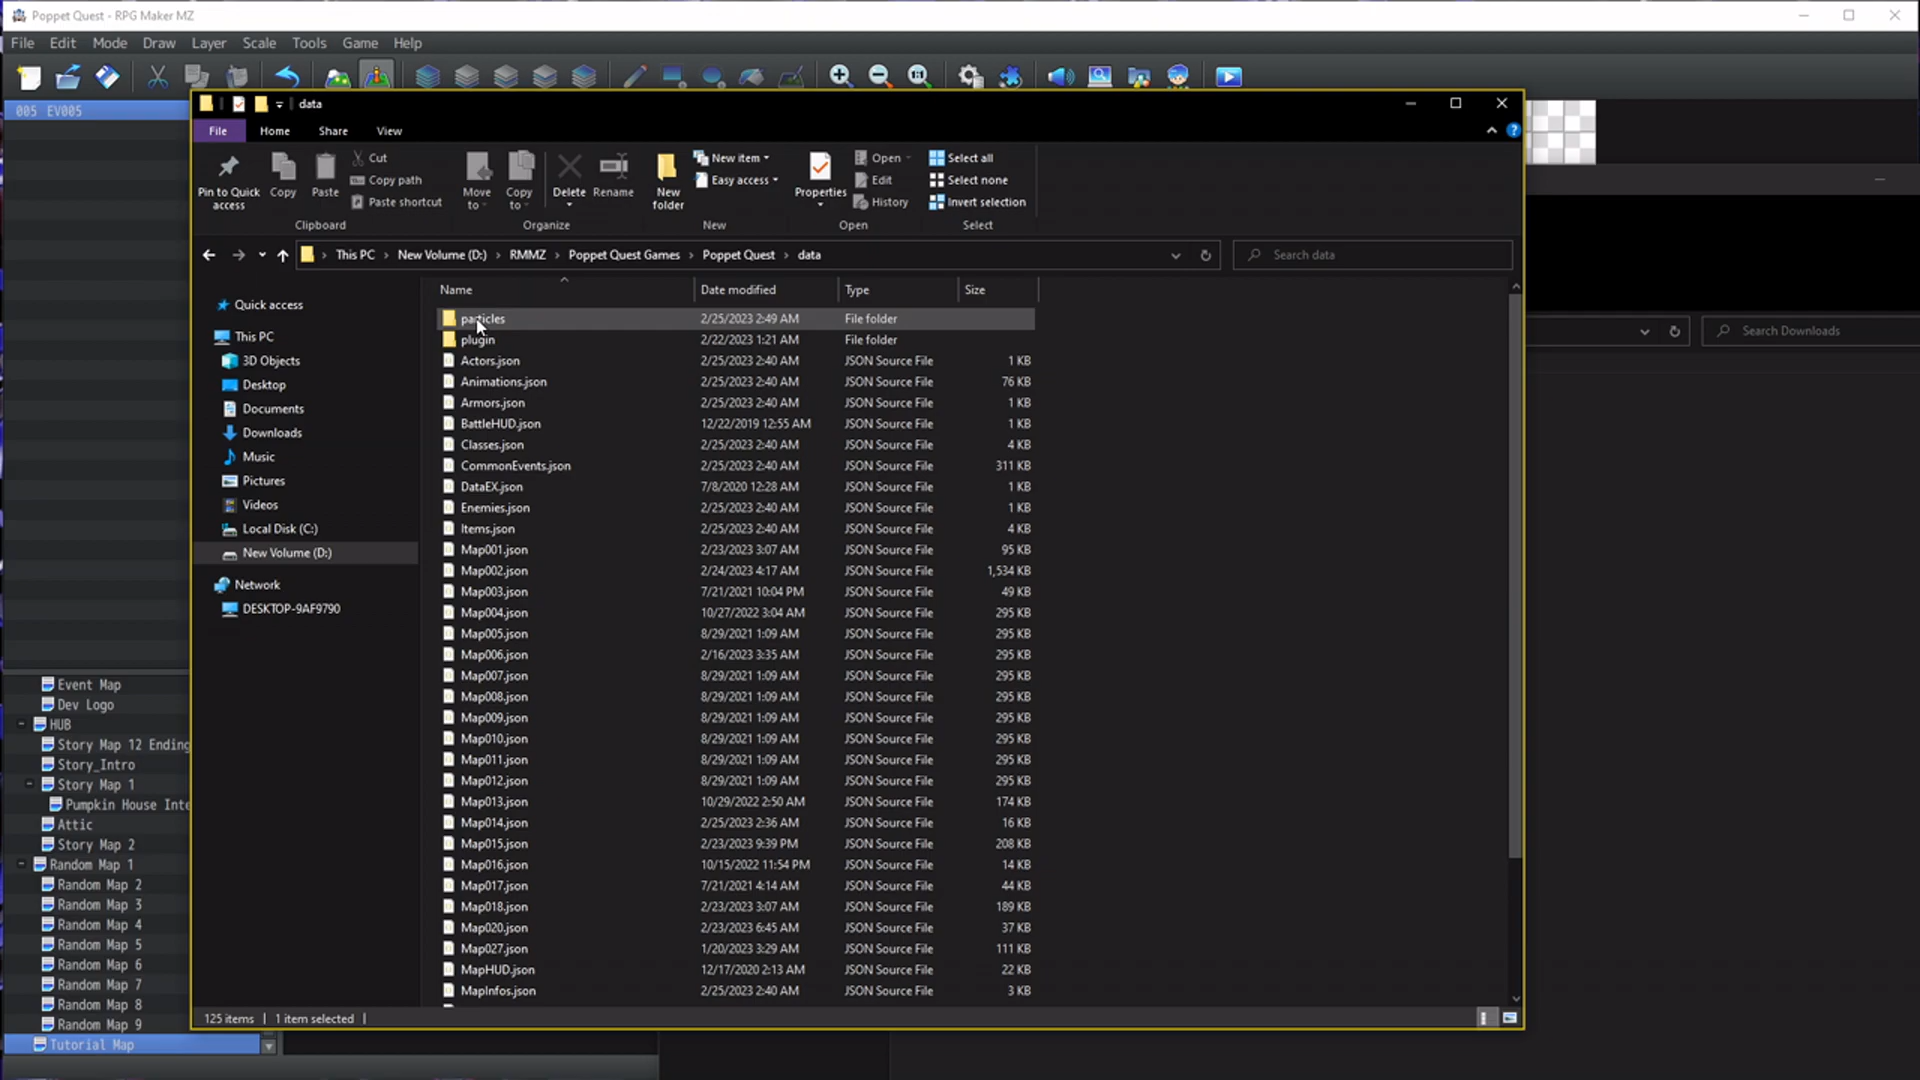 Poppet Quest - RPG Maker MZ
File Edit Mode Draw Layer Scale Tools Game Help
005 EV005
data
File Home Share View
Pin to Quick access
Copy
Paste
Cut
Copy path
Paste shortcut
Clipboard
Move to
Copy to
Delete
Rename
Organize
New folder
New item
Easy access
New
Properties
Open
Edit
History
Open
Select all
Select none
Invert selection
Select
This PC > New Volume (D:) > RMMZ > Poppet Quest Games > Poppet Quest > data
Search data
Search Downloads
Quick access
This PC
3D Objects
Desktop
Documents
Downloads
Music
Pictures
Videos
Local Disk (C:)
New Volume (D:)
Network
DESKTOP-9AF9790
Name Date modified Type Size
particles 2/25/2023 2:49 AM File folder
plugin 2/22/2023 1:21 AM File folder
Actors.json 2/25/2023 2:40 AM JSON Source File 1 KB
Animations.json 2/25/2023 2:40 AM JSON Source File 76 KB
Armors.json 2/25/2023 2:40 AM JSON Source File 1 KB
BattleHUD.json 12/22/2019 12:55 AM JSON Source File 1 KB
Classes.json 2/25/2023 2:40 AM JSON Source File 4 KB
CommonEvents.json 2/25/2023 2:40 AM JSON Source File 311 KB
DataEX.json 7/8/2020 12:28 AM JSON Source File 1 KB
Enemies.json 2/25/2023 2:40 AM JSON Source File 1 KB
Items.json 2/25/2023 2:40 AM JSON Source File 4 KB
Map001.json 2/23/2023 3:07 AM JSON Source File 95 KB
Map002.json 2/24/2023 4:17 AM JSON Source File 1,534 KB
Map003.json 7/21/2021 10:04 PM JSON Source File 49 KB
Map004.json 10/27/2022 3:04 AM JSON Source File 295 KB
Map005.json 8/29/2021 1:09 AM JSON Source File 295 KB
Map006.json 2/16/2023 3:35 AM JSON Source File 295 KB
Map007.json 8/29/2021 1:09 AM JSON Source File 295 KB
Map008.json 8/29/2021 1:09 AM JSON Source File 295 KB
Map009.json 8/29/2021 1:09 AM JSON Source File 295 KB
Map010.json 8/29/2021 1:09 AM JSON Source File 295 KB
Map011.json 8/29/2021 1:09 AM JSON Source File 295 KB
Map012.json 8/29/2021 1:09 AM JSON Source File 295 KB
Map013.json 10/29/2022 2:50 AM JSON Source File 174 KB
Map014.json 2/25/2023 2:36 AM JSON Source File 16 KB
Map015.json 2/23/2023 9:39 PM JSON Source File 208 KB
Map016.json 10/15/2022 11:54 PM JSON Source File 14 KB
Map017.json 7/21/2021 4:14 AM JSON Source File 44 KB
Map018.json 2/23/2023 3:07 AM JSON Source File 189 KB
Map020.json 2/23/2023 6:45 AM JSON Source File 37 KB
Map027.json 1/20/2023 3:29 AM JSON Source File 111 KB
MapHUD.json 12/17/2020 2:13 AM JSON Source File 22 KB
MapInfos.json 2/25/2023 2:40 AM JSON Source File 3 KB
125 items 1 item selected
Event Map
Dev Logo
HUB
Story Map 12 Ending
Story_Intro
Story Map 1
Pumpkin House Inte
Attic
Story Map 2
Random Map 1
Random Map 2
Random Map 3
Random Map 4
Random Map 5
Random Map 6
Random Map 7
Random Map 8
Random Map 9
Tutorial Map